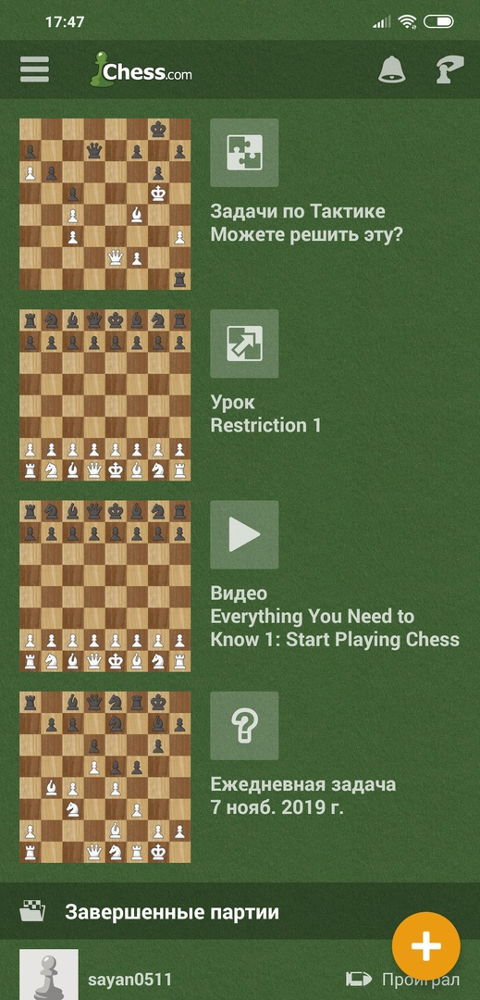 17:47
Chess.com
Задачи по Тактике
Можете решить эту?
Урок
Restriction 1
Видео
Everything You Need to
Know 1: Start Playing Chess
Ежедневная задача
7 нояб. 2019 г.
Завершенные партии
sayan0511
Проиграл